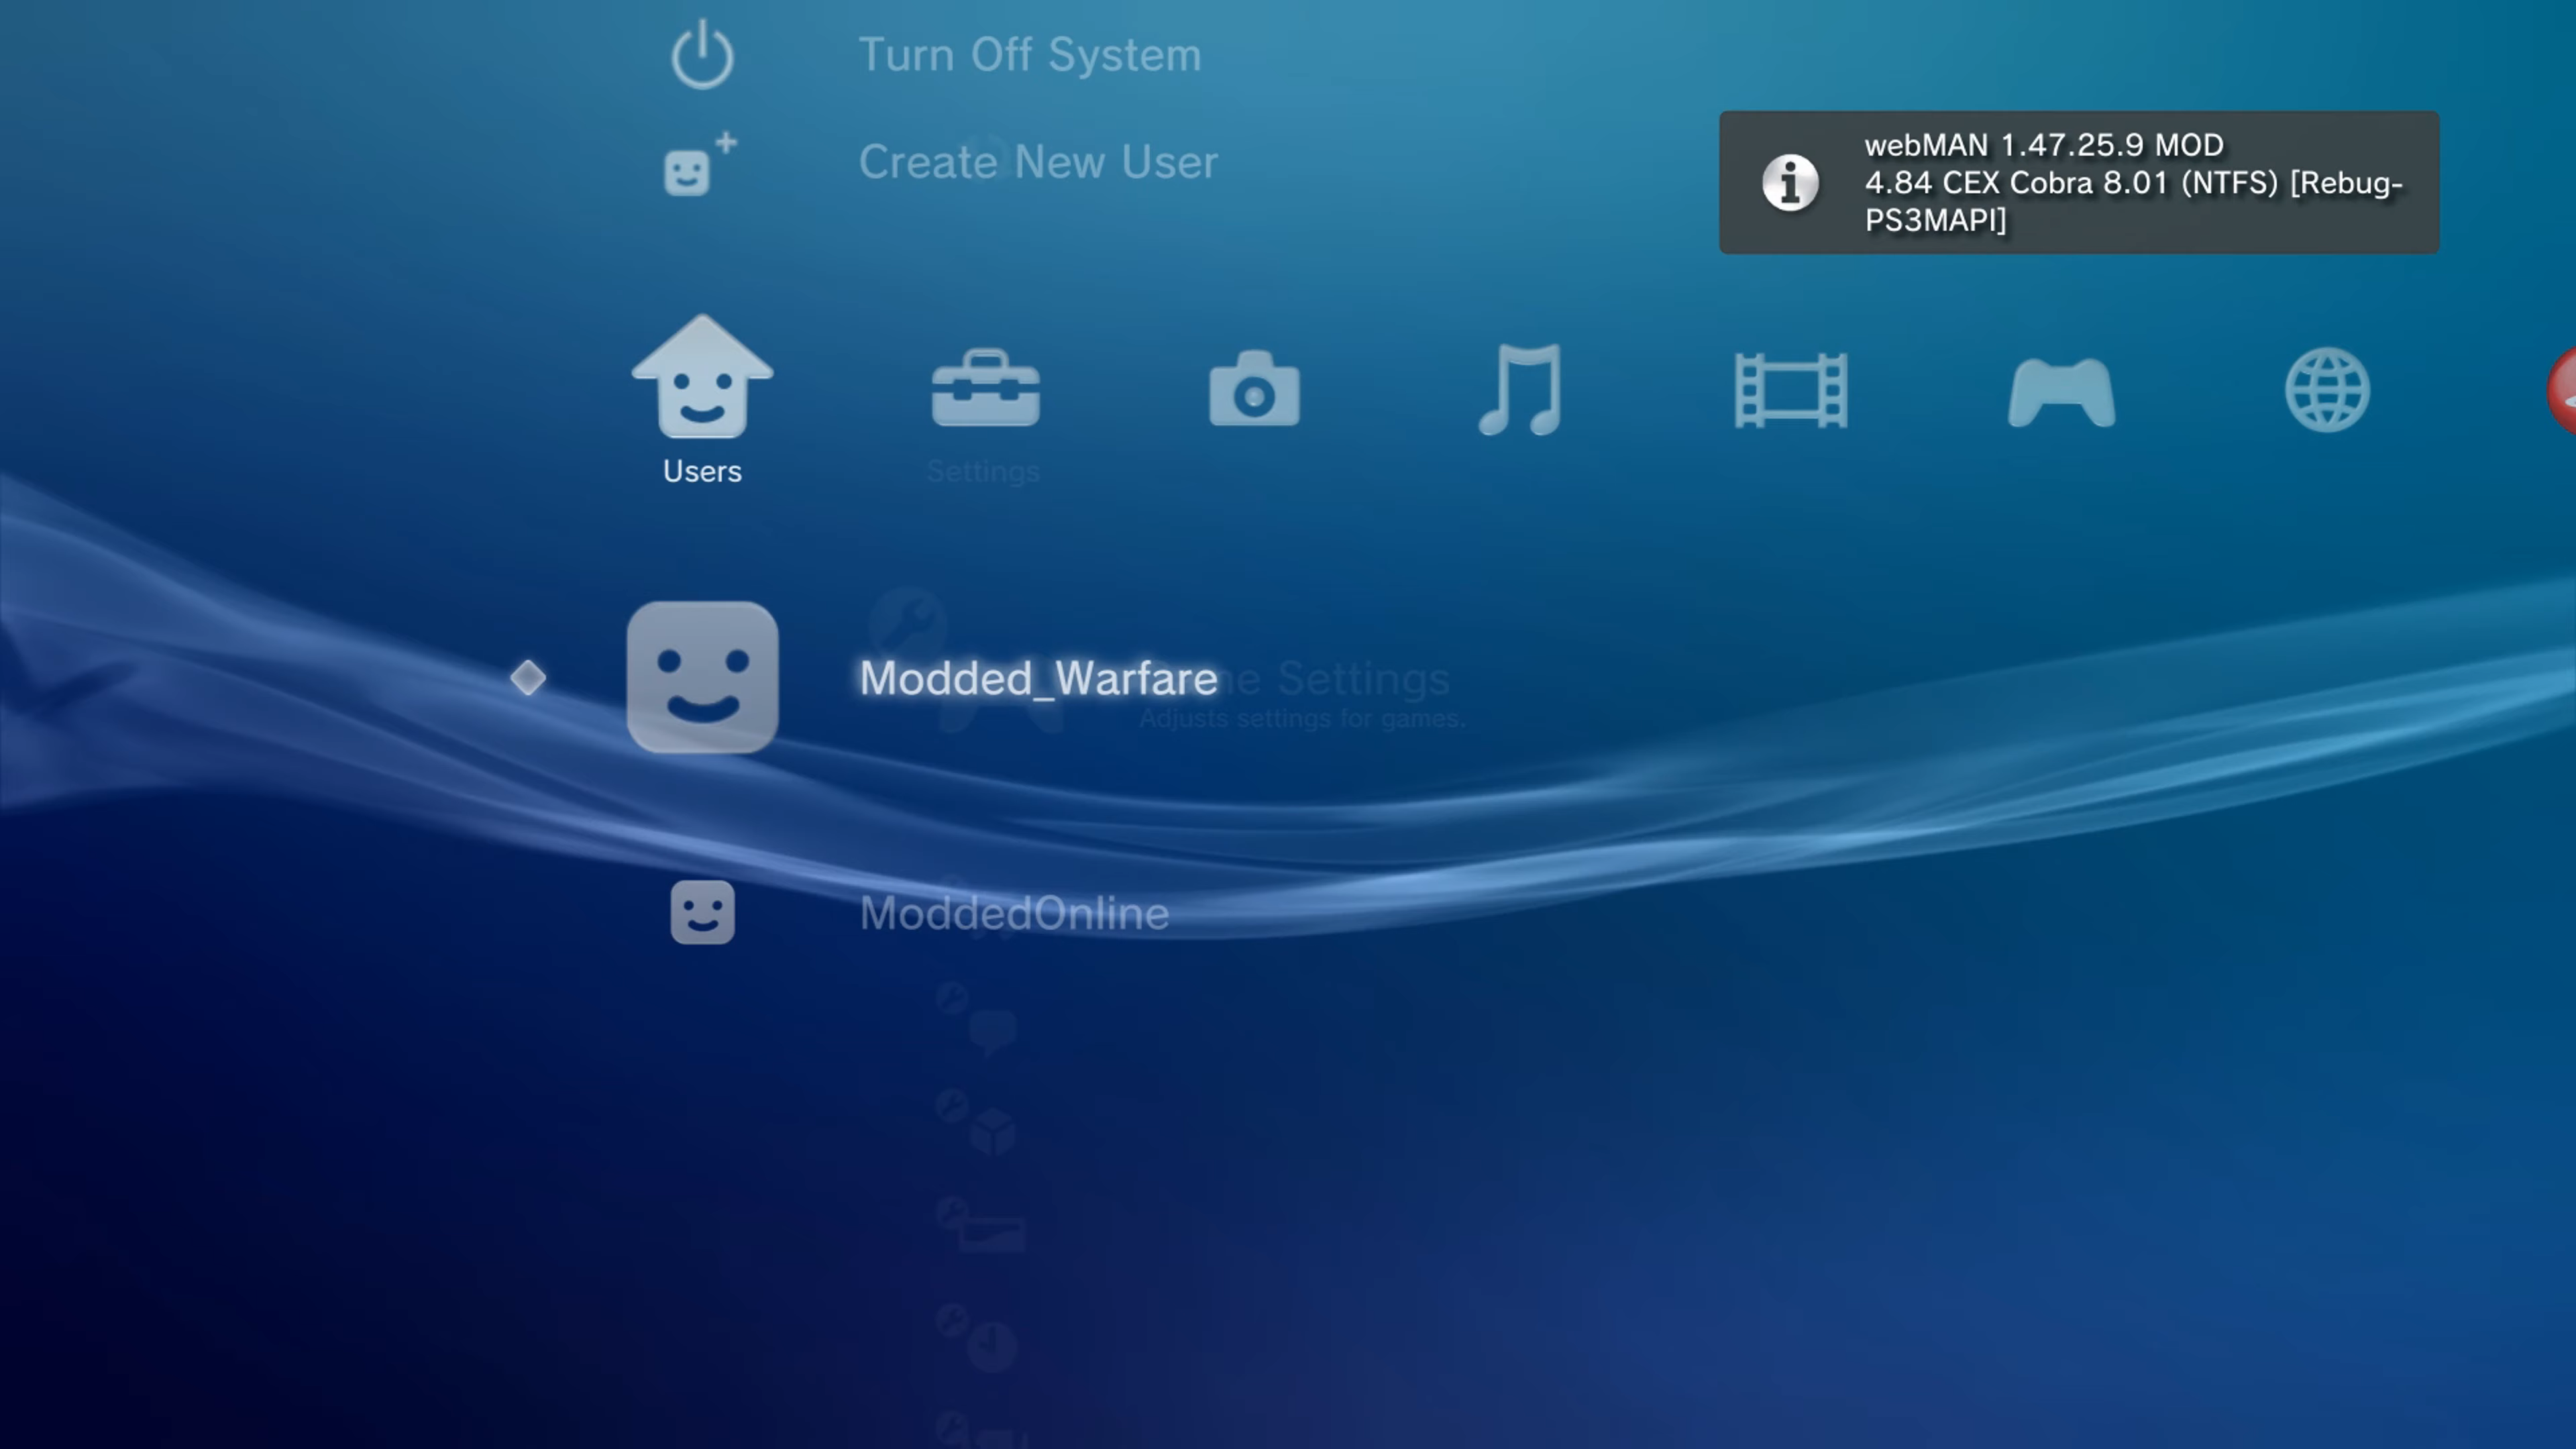 Turn Off System
Create New User
webMAN 1.47.25.9 MOD
4.84 CEX Cobra 8.01 (NTFS) [Rebug-
PS3MAPI]
Users
Settings
Modded_Warfare
ne Settings
Adjusts settings for games.
ModdedOnline